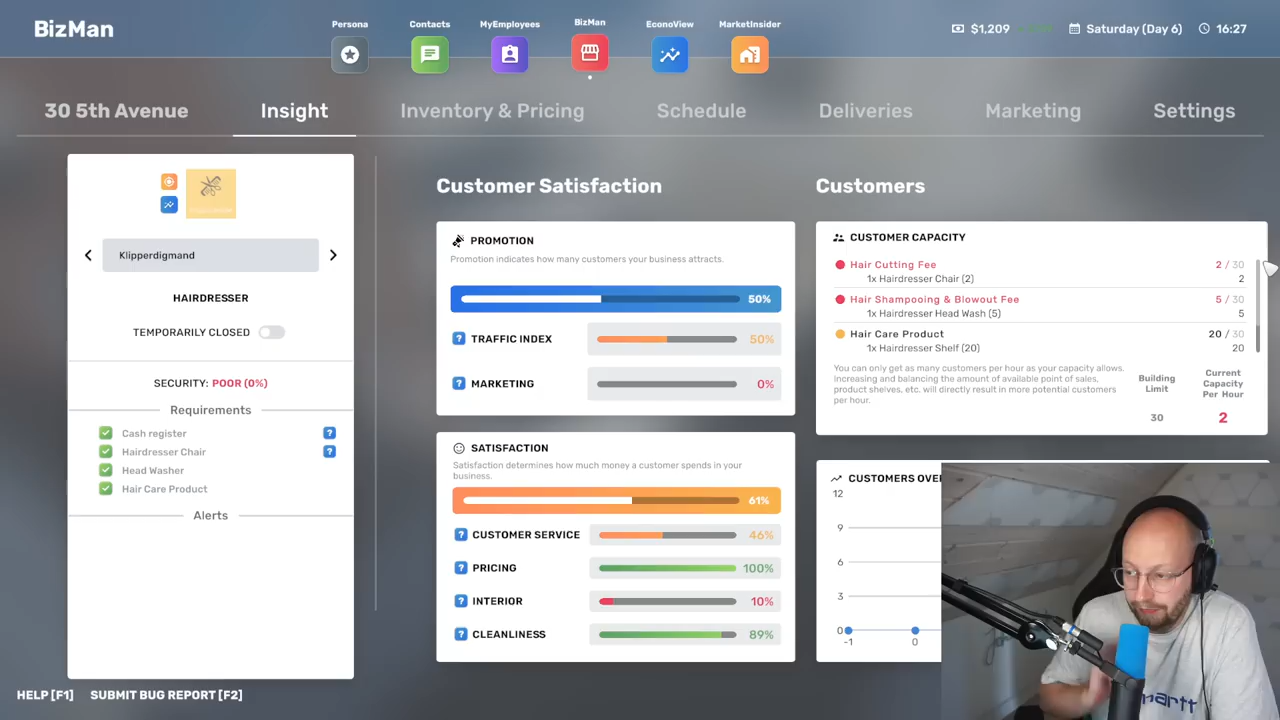 BizMan
Persona
Contacts
MyEmployees
BizMan
EconoView
MarketInsider
$1,209
Saturday (Day 6)
16:27
30 5th Avenue
Insight
Inventory & Pricing
Schedule
Deliveries
Marketing
Settings
Klipperdigmand
HAIRDRESSER
TEMPORARILY CLOSED
SECURITY: POOR (0%)
Requirements
Cash register ?
Hairdresser Chair ?
Head Washer
Hair Care Product
Alerts
Customer Satisfaction
PROMOTION
Promotion indicates how many customers your business attracts.
50%
? TRAFFIC INDEX 50%
? MARKETING 0%
SATISFACTION
Satisfaction determines how much money a customer spends in your
business.
61%
? CUSTOMER SERVICE 46%
? PRICING 100%
? INTERIOR 10%
? CLEANLINESS 89%
Customers
CUSTOMER CAPACITY
Hair Cutting Fee 2 / 30
1x Hairdresser Chair (2) 2
Hair Shampooing & Blowout Fee 5 / 30
1x Hairdresser Head Wash (5) 5
Hair Care Product 20 / 30
1x Hairdresser Shelf (20) 20
You can only get as many customers per hour as your capacity allows.
Increasing and balancing the amount of available point of sales,
product shelves, etc. will directly result in more potential customers
per hour.
Building
Limit
30
Current
Capacity
Per Hour
2
CUSTOMERS OVE
12
9
6
3
0
-1
0
HELP [F1]
SUBMIT BUG REPORT [F2]